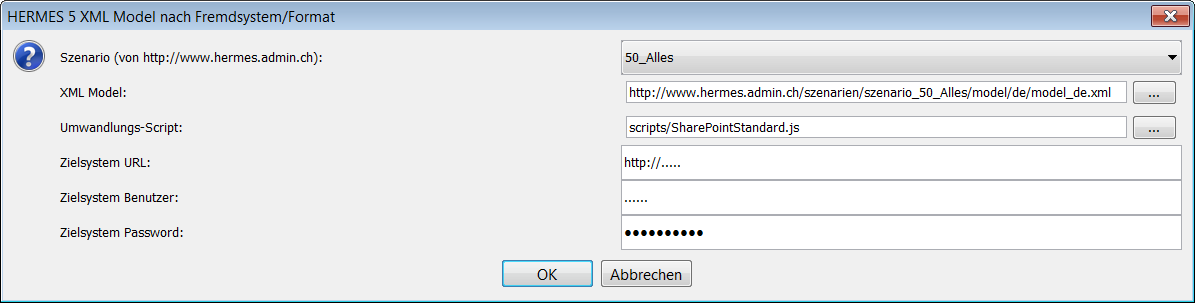 HERMES 5 XML Model nach Fremdsystem/Format
Szenario (von http://www.hermes.admin.ch): 50_Alles
XML Model: http://www.hermes.admin.ch/szenarien/szenario_50_Alles/model/de/model_de.xml ...
Umwandlungs-Script: scripts/SharePointStandard.js ...
Zielsystem URL: http://.....
Zielsystem Benutzer: ......
Zielsystem Password: ●●●●●●●●●●
OK Abbrechen